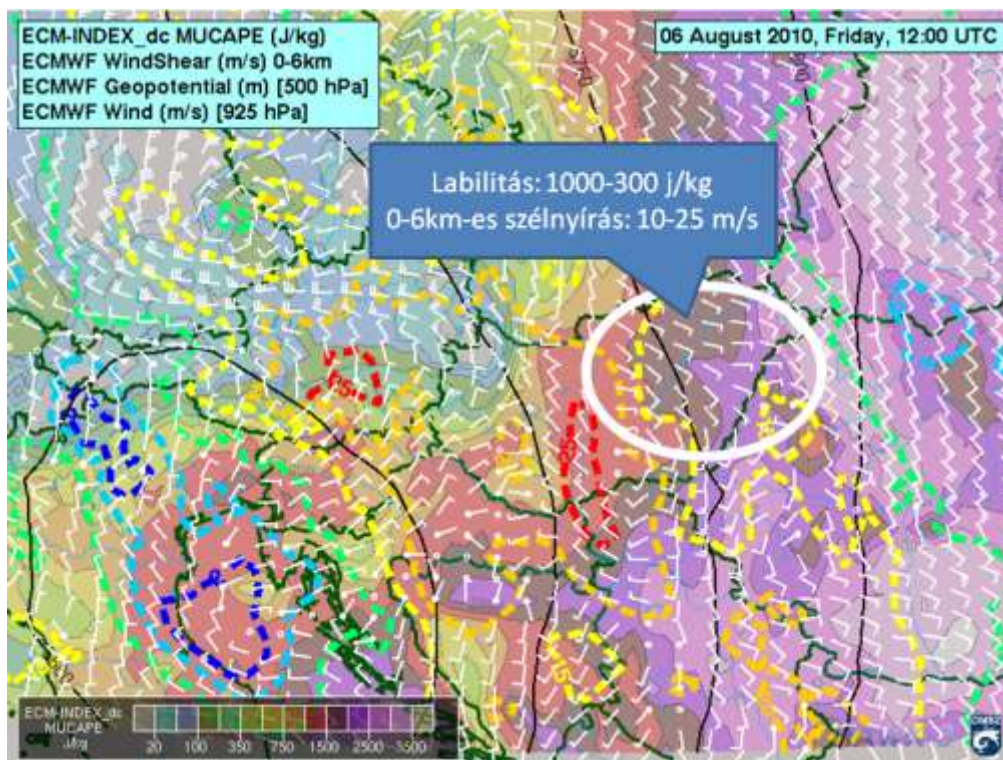 ECM-INDEX_dc MUCAPE (J/kg)
ECMWF WindShear (m/s) 0-6km
ECMWF Geopotential (m) [500 hPa]
ECMWF Wind (m/s) [925 hPa]
06 August 2010, Friday, 12:00 UTC
Labilitás: 1000-300 j/kg
0-6km-es szélnyírás: 10-25 m/s
ECM-INDEX_dc
MUCAPE
J/kg
20 100 350 750 1500 2500 3500